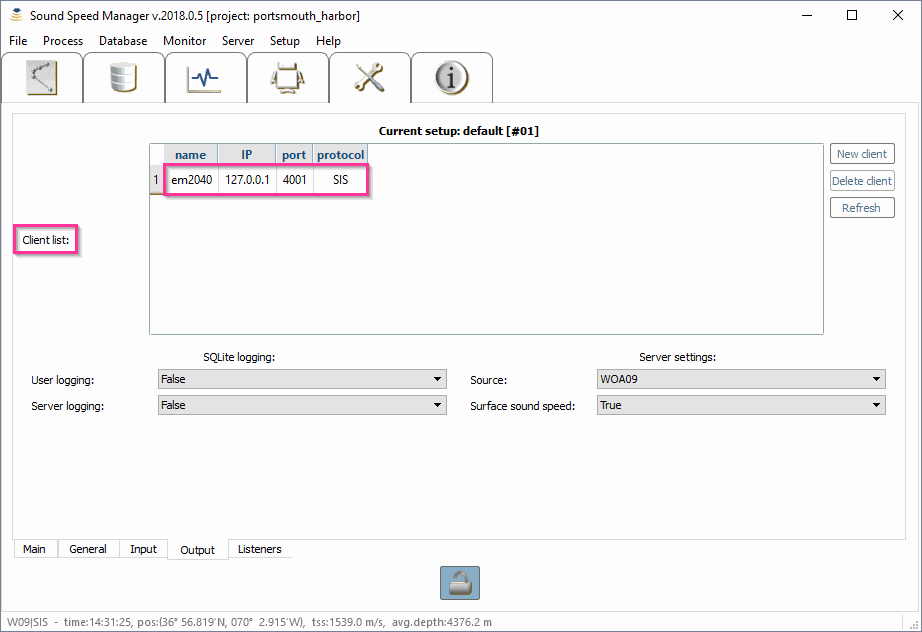 Sound Speed Manager v.2018.0.5 [project: portsmouth_harbor]
File Process Database Monitor Server Setup Help
Current setup: default [#01]
name IP port protocol
1 em2040 127.0.0.1 4001 SIS
New client
Delete client
Refresh
Client list:
SQLite logging: Server settings:
User logging: False Source: WOA09
Server logging: False Surface sound speed: True
Main General Input Output Listeners
W09|SIS - time:14:31:25, pos:(36° 56.819'N, 070° 2.915'W), tss:1539.0 m/s, avg.depth:4376.2 m